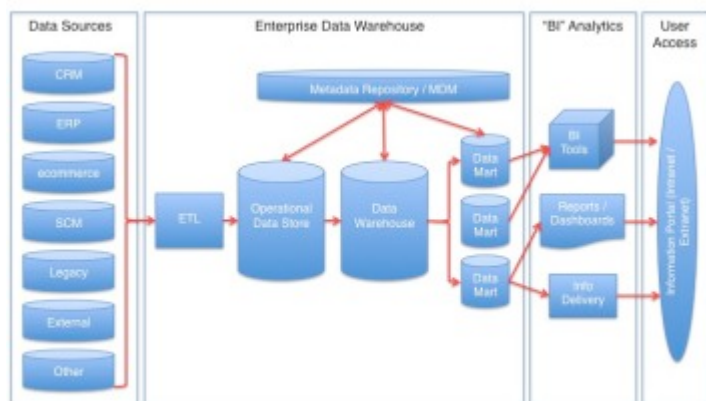 Data Sources
Enterprise Data Warehouse
"BI" Analytics
User
Access
CRM
ERP
ecommerce
SCM
Legacy
External
Other
Metadata Repository / MDM
ETL
Operational
Data Store
Data
Warehouse
Data
Mart
Data
Mart
Data
Mart
BI
Tools
Reports /
Dashboards
Info
Delivery
Information Portal (Intranet /
Extranet)